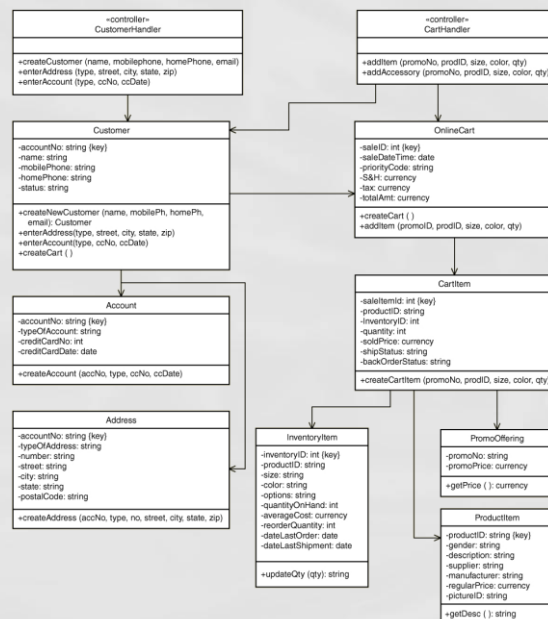 «controller»
CustomerHandler
+createCustomer (name, mobilephone, homePhone, email)
+enterAddress (type, street, city, state, zip)
+enterAccount (type, ccNo, ccDate)
«controller»
CartHandler
+addItem (promoNo, prodID, size, color, qty)
+addAccessory (promoNo, prodID, size, color, qty)
Customer
-accountNo: string {key}
-name: string
-mobilePhone: string
-homePhone: string
-status: string
+createNewCustomer (name, mobilePh, homePh,
email): Customer
+enterAddress(type, street, city, state, zip)
+enterAccount(type, ccNo, ccDate)
+createCart ( )
OnlineCart
-saleID: int {key}
-saleDateTime: date
-priorityCode: string
-S&H: currency
-tax: currency
-totalAmt: currency
+createCart ( )
+addItem (promoID, prodID, size, color, qty)
Account
-accountNo: string {key}
-typeOfAccount: string
-creditCardNo: int
-creditCardDate: date
+createAccount (accNo, type, ccNo, ccDate)
CartItem
-saleItemId: int {key}
-productID: string
-InventoryID: int
-quantity: int
-soldPrice: currency
-shipStatus: string
-backOrderStatus: string
+createCartItem (promoNo, prodID, size, color, qty)
Address
-accountNo: string {key}
-typeOfAddress: string
-number: string
-street: string
-city: string
-state: string
-postalCode: string
+createAddress (accNo, type, no, street, city, state, zip)
InventoryItem
-inventoryID: int {key}
-productID: string
-size: string
-color: string
-options: string
-quantityOnHand: int
-averageCost: currency
-reorderQuantity: int
-dateLastOrder: date
-dateLastShipment: date
+updateQty (qty): string
PromoOffering
-promoNo: string
-promoPrice: currency
+getPrice ( ): currency
ProductItem
-productID: string {key}
-gender: string
-description: string
-supplier: string
-manufacturer: string
-regularPrice: currency
-pictureID: string
+getDesc ( ): string